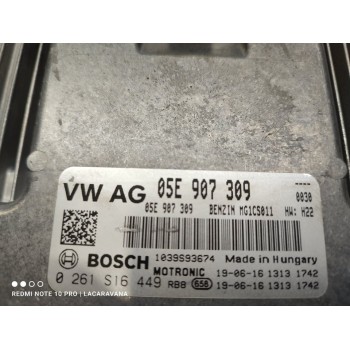 VW AG 05E 907 309 ----
05E 907 309 BENZIN MG1CS011 0030
HW: H22
BOSCH 1039S93674 Made in Hungary
MOTRONIC 19-06-16 1313 1742
0 261 S16 449 RBB 656 19-06-16 1313 1742
REDMI NOTE 10 PRO | LACARAVANA